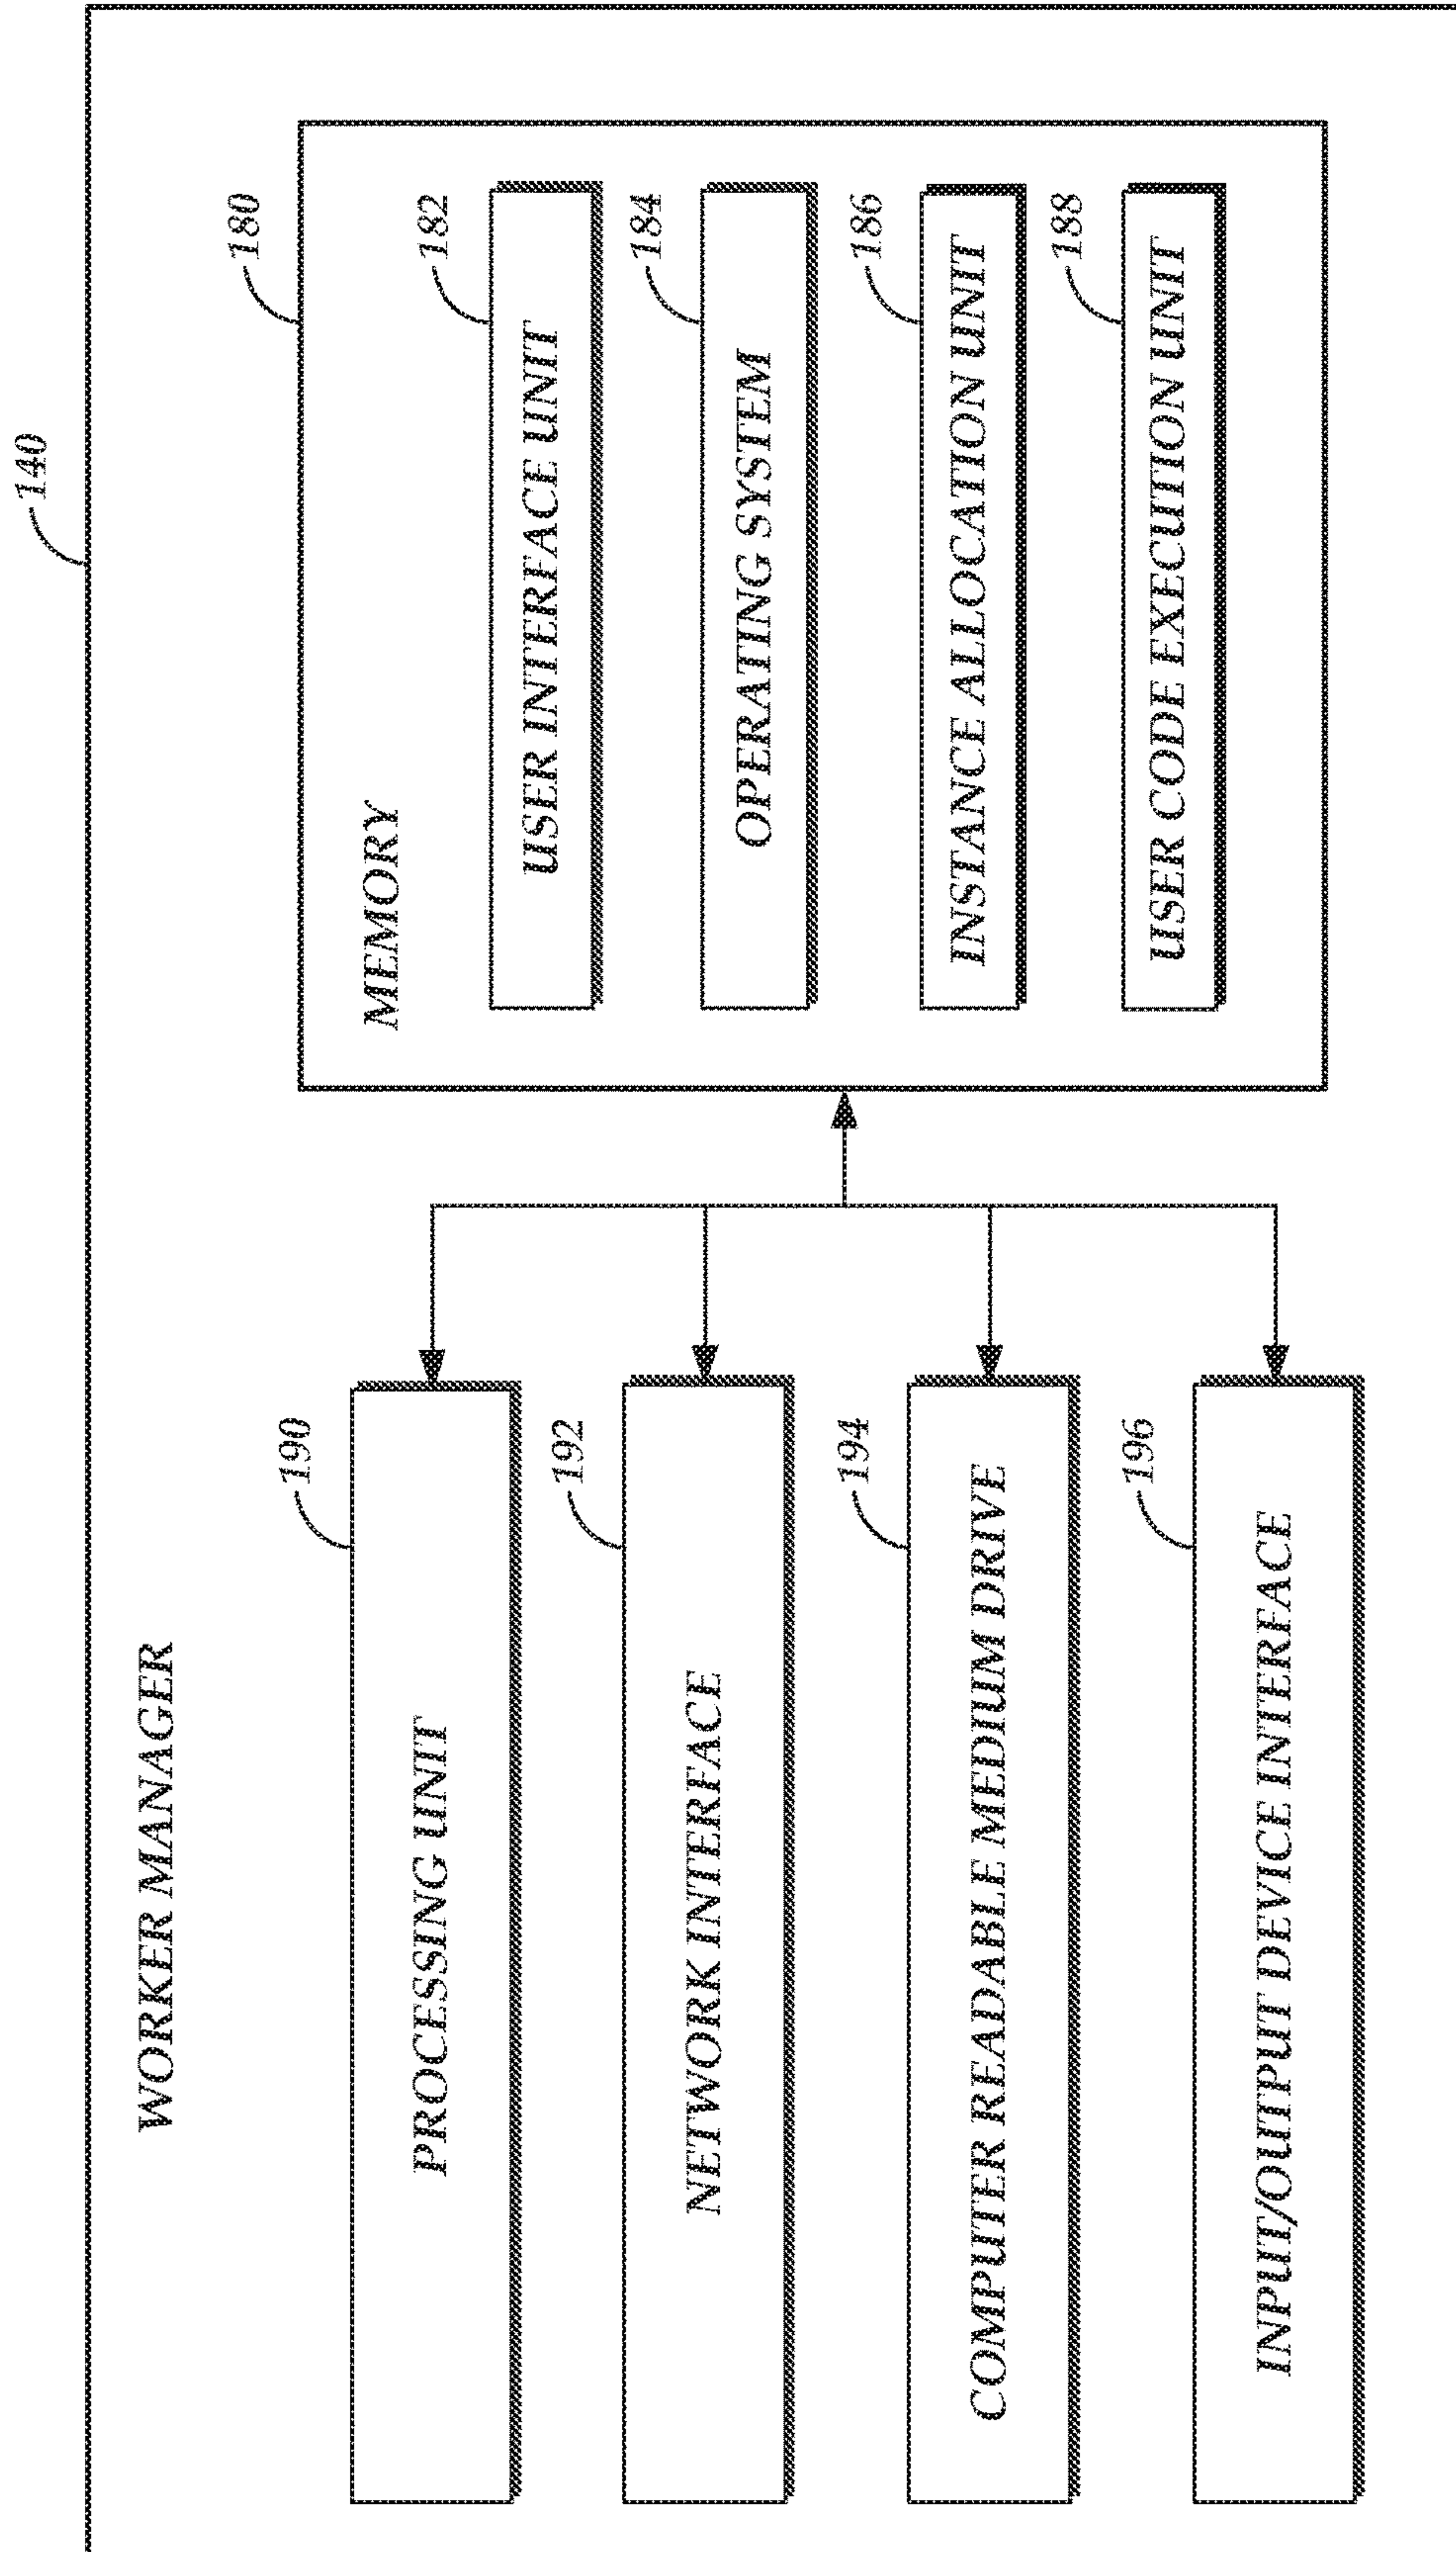 140
WORKER MANAGER
190
PROCESSING UNIT
192
NETWORK INTERFACE
194
COMPUTER READABLE MEDIUM DRIVE
196
INPUT/OUTPUT DEVICE INTERFACE
180
MEMORY
182
USER INTERFACE UNIT
184
OPERATING SYSTEM
186
INSTANCE ALLOCATION UNIT
188
USER CODE EXECUTION UNIT